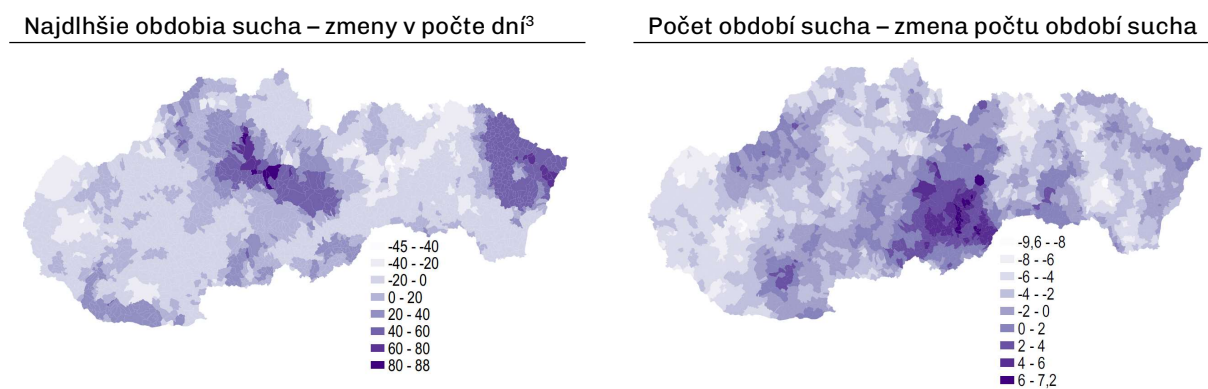 Najdlhšie obdobia sucha – zmeny v počte dní³
-45 - -40
-40 - -20
-20 - 0
0 - 20
20 - 40
40 - 60
60 - 80
80 - 88
Počet období sucha – zmena počtu období sucha
-9,6 - -8
-8 - -6
-6 - -4
-4 - -2
-2 - 0
0 - 2
2 - 4
4 - 6
6 - 7,2